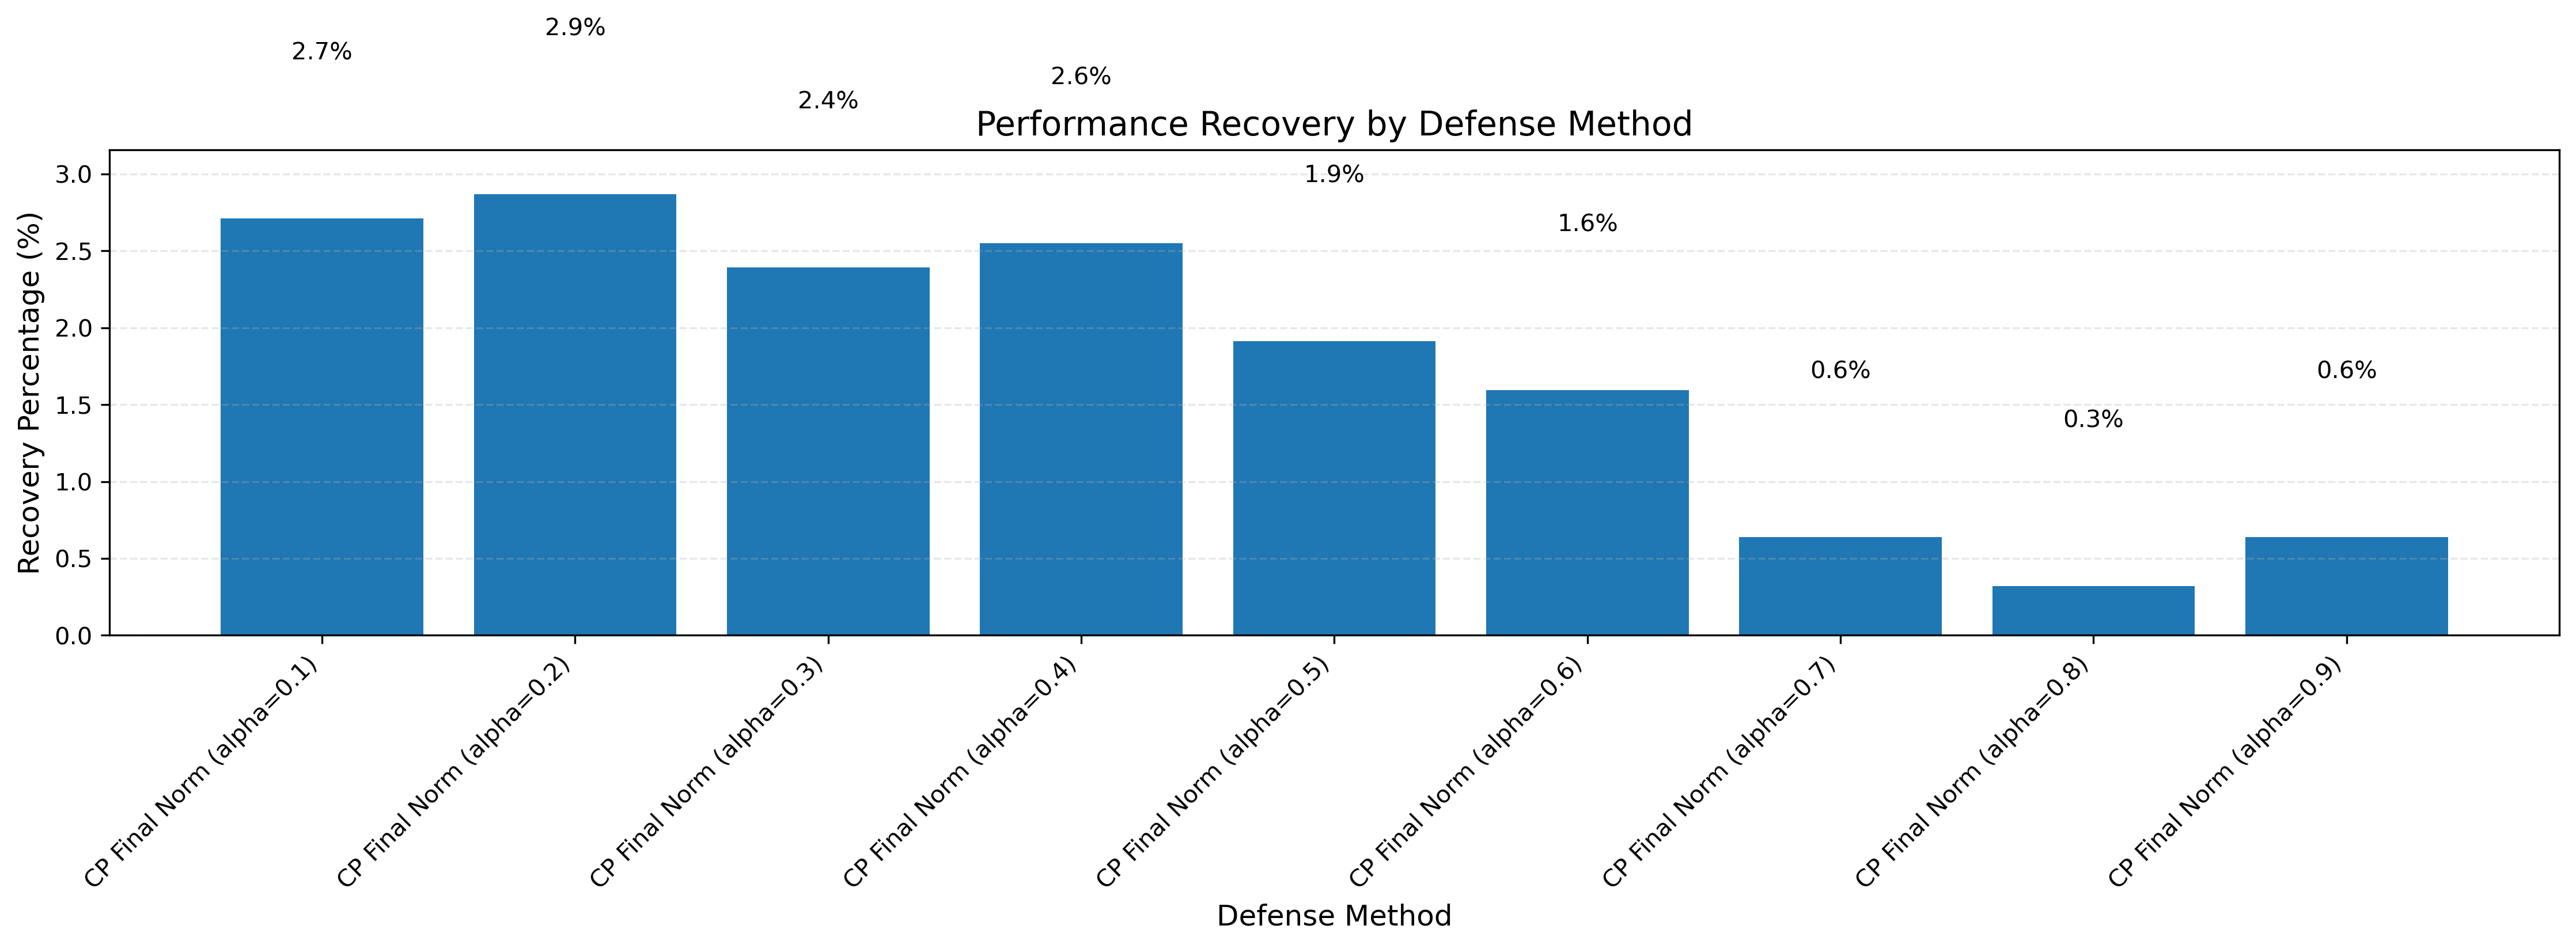 2.9%
2.7%
2.6%
2.4%
Performance Recovery by Defense Method
1.9%
1.6%
0.6%
0.6%
0.3%
Recovery Percentage (%)
3.0
2.5
2.0
1.5
1.0
0.5
0.0
CP Final Norm (alpha=0.1)
CP Final Norm (alpha=0.2)
CP Final Norm (alpha=0.3)
CP Final Norm (alpha=0.4)
CP Final Norm (alpha=0.5)
CP Final Norm (alpha=0.6)
CP Final Norm (alpha=0.7)
CP Final Norm (alpha=0.8)
CP Final Norm (alpha=0.9)
Defense Method